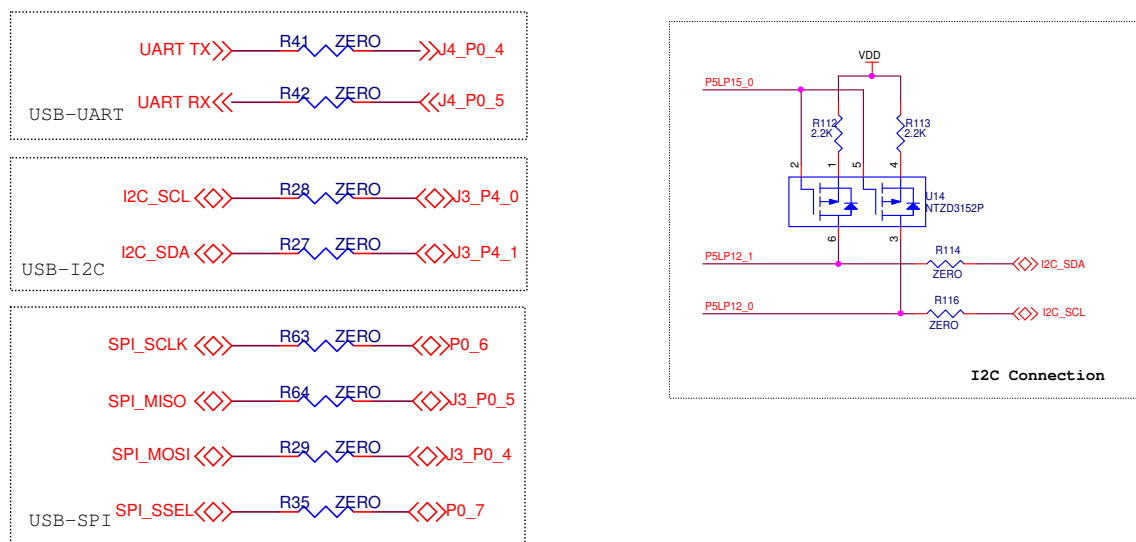 UART TX R41 ZERO J4_P0_4
UART RX R42 ZERO J4_P0_5
USB-UART
I2C_SCL R28 ZERO J3_P4_0
I2C_SDA R27 ZERO J3_P4_1
USB-I2C
SPI_SCLK R63 ZERO P0_6
SPI_MISO R64 ZERO J3_P0_5
SPI_MOSI R29 ZERO J3_P0_4
SPI_SSEL R35 ZERO P0_7
USB-SPI
VDD
P5LP15_0
R112 R113
2.2K 2.2K
2 1 5 4
U14
NTZD3152P
6 3
P5LP12_1 R114 I2C_SDA
ZERO
P5LP12_0 R116 I2C_SCL
ZERO
I2C Connection